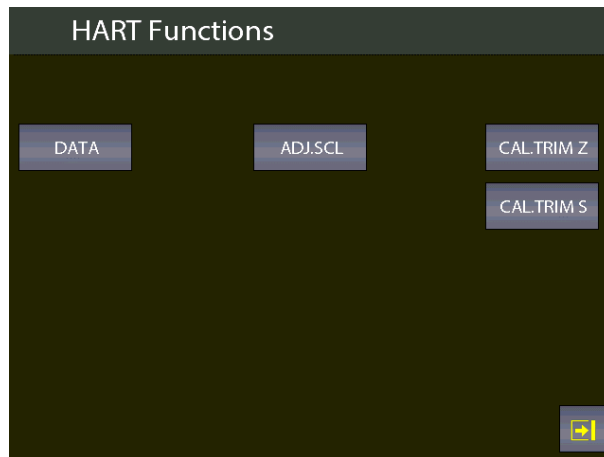 HART Functions
DATA
ADJ.SCL
CAL.TRIM Z
CAL.TRIM S